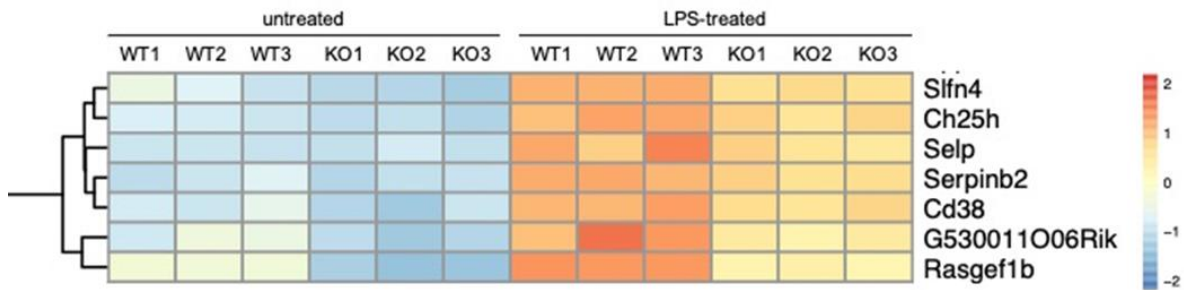 untreated LPS-treated
WT1 WT2 WT3 KO1 KO2 KO3 WT1 WT2 WT3 KO1 KO2 KO3
Slfn4
Ch25h
Selp
Serpinb2
Cd38
G530011O06Rik
Rasgef1b
2
1
0
−1
−2